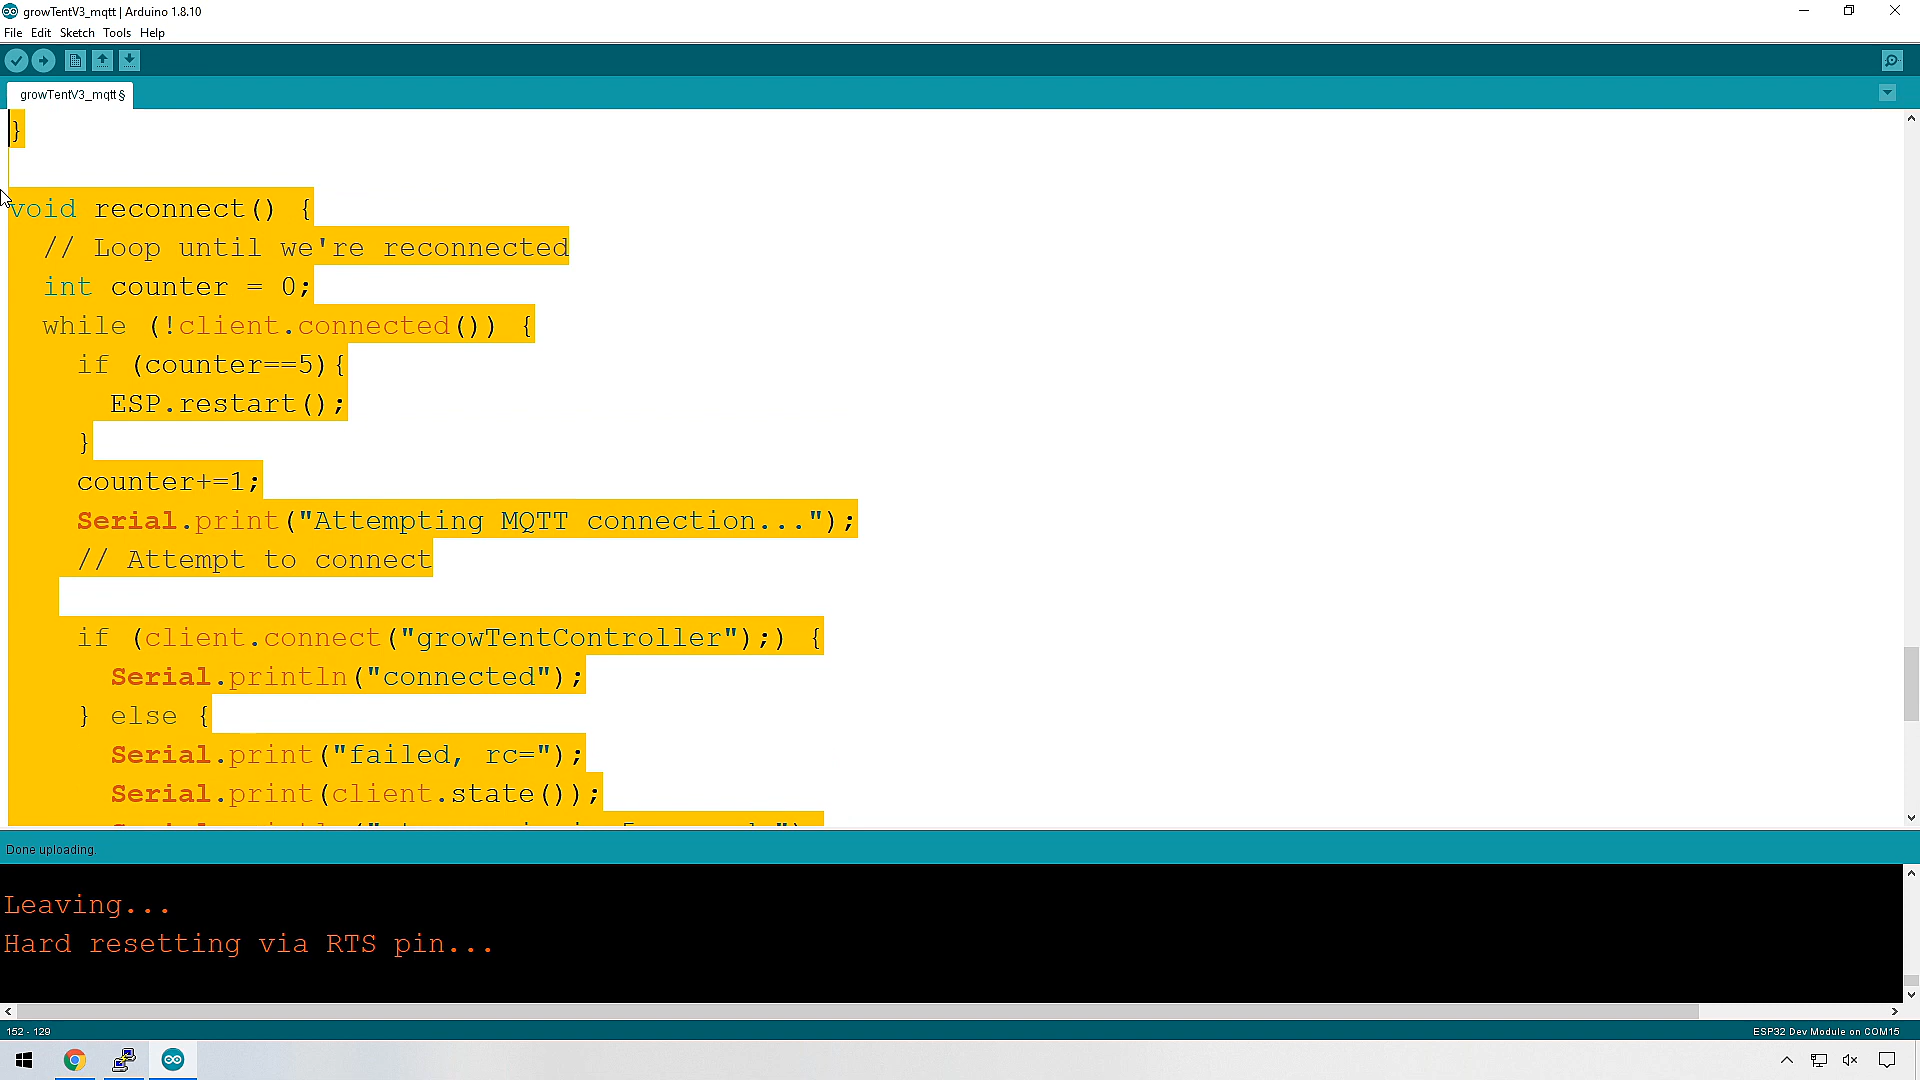 growTentV3_mqtt | Arduino 1.8.10
File Edit Sketch Tools Help
growTentV3_mqtt §
}
void reconnect() {
// Loop until we're reconnected
int counter = 0;
while (!client.connected()) {
if (counter==5){
ESP.restart();
}
counter+=1;
Serial.print("Attempting MQTT connection...");
// Attempt to connect
if (client.connect("growTentController");) {
Serial.println("connected");
} else {
Serial.print("failed, rc=");
Serial.print(client.state());
Done uploading.
Leaving...
Hard resetting via RTS pin...
152 - 129
ESP32 Dev Module on COM15